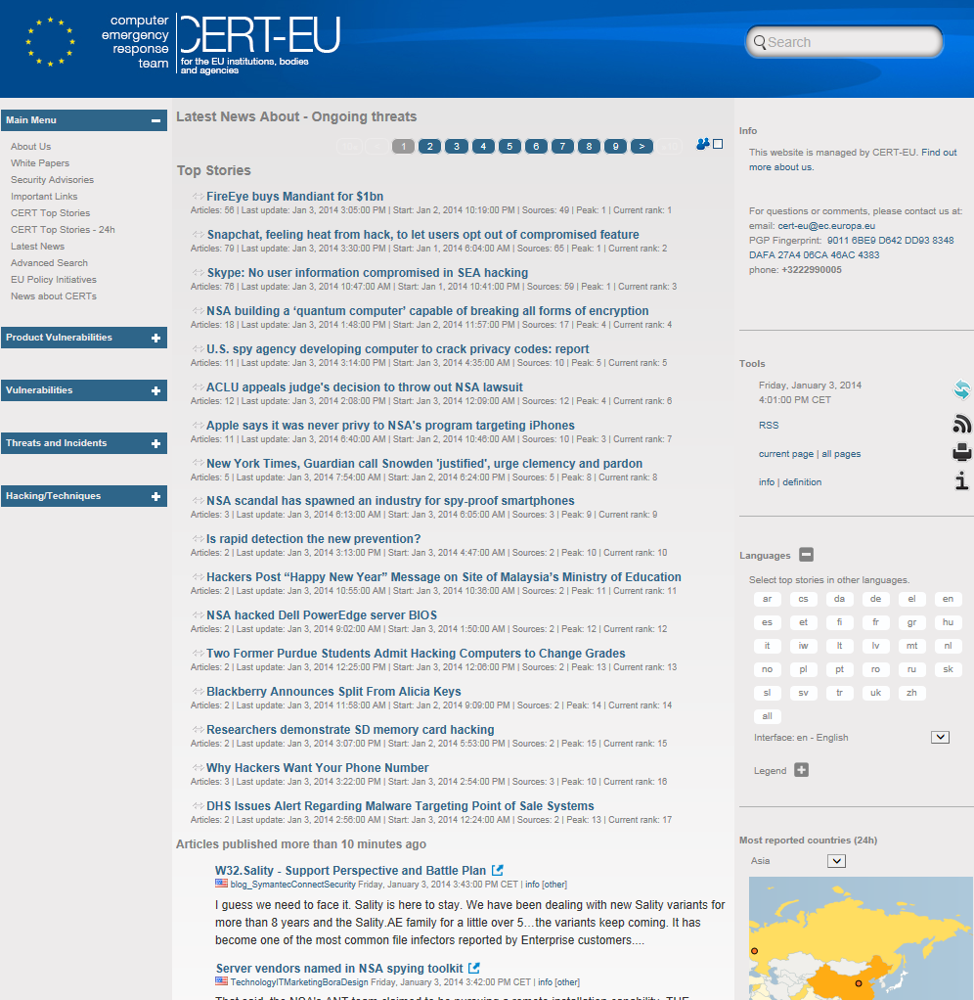 computer
emergency
response
team
CERT-EU
for the EU institutions, bodies
and agencies
Search
Main Menu
About Us
White Papers
Security Advisories
Important Links
CERT Top Stories
CERT Top Stories - 24h
Latest News
Advanced Search
EU Policy Initiatives
News about CERTs
Product Vulnerabilities
Vulnerabilities
Threats and Incidents
Hacking/Techniques
Latest News About - Ongoing threats
1 2 3 4 5 6 7 8 9 >
Top Stories
FireEye buys Mandiant for $1bn
Articles: 56 | Last update: Jan 3, 2014 3:05:00 PM | Start: Jan 2, 2014 10:19:00 PM | Sources: 49 | Peak: 1 | Current rank: 1
Snapchat, feeling heat from hack, to let users opt out of compromised feature
Articles: 79 | Last update: Jan 3, 2014 3:30:00 PM | Start: Jan 1, 2014 6:04:00 AM | Sources: 65 | Peak: 1 | Current rank: 2
Skype: No user information compromised in SEA hacking
Articles: 76 | Last update: Jan 3, 2014 10:47:00 AM | Start: Jan 1, 2014 10:41:00 PM | Sources: 59 | Peak: 1 | Current rank: 3
NSA building a ‘quantum computer’ capable of breaking all forms of encryption
Articles: 18 | Last update: Jan 3, 2014 1:48:00 PM | Start: Jan 2, 2014 11:57:00 PM | Sources: 17 | Peak: 4 | Current rank: 4
U.S. spy agency developing computer to crack privacy codes: report
Articles: 11 | Last update: Jan 3, 2014 3:14:00 PM | Start: Jan 3, 2014 4:35:00 AM | Sources: 10 | Peak: 5 | Current rank: 5
ACLU appeals judge's decision to throw out NSA lawsuit
Articles: 12 | Last update: Jan 3, 2014 2:08:00 PM | Start: Jan 3, 2014 12:09:00 AM | Sources: 12 | Peak: 4 | Current rank: 6
Apple says it was never privy to NSA's program targeting iPhones
Articles: 11 | Last update: Jan 3, 2014 6:40:00 AM | Start: Jan 2, 2014 10:46:00 AM | Sources: 10 | Peak: 3 | Current rank: 7
New York Times, Guardian call Snowden 'justified', urge clemency and pardon
Articles: 5 | Last update: Jan 3, 2014 7:54:00 AM | Start: Jan 2, 2014 6:24:00 PM | Sources: 5 | Peak: 8 | Current rank: 8
NSA scandal has spawned an industry for spy-proof smartphones
Articles: 3 | Last update: Jan 3, 2014 6:13:00 AM | Start: Jan 3, 2014 6:05:00 AM | Sources: 3 | Peak: 9 | Current rank: 9
Is rapid detection the new prevention?
Articles: 2 | Last update: Jan 3, 2014 3:13:00 PM | Start: Jan 3, 2014 4:47:00 AM | Sources: 2 | Peak: 10 | Current rank: 10
Hackers Post “Happy New Year” Message on Site of Malaysia’s Ministry of Education
Articles: 2 | Last update: Jan 3, 2014 10:55:00 AM | Start: Jan 3, 2014 10:36:00 AM | Sources: 2 | Peak: 11 | Current rank: 11
NSA hacked Dell PowerEdge server BIOS
Articles: 2 | Last update: Jan 3, 2014 9:02:00 AM | Start: Jan 3, 2014 1:50:00 AM | Sources: 2 | Peak: 12 | Current rank: 12
Two Former Purdue Students Admit Hacking Computers to Change Grades
Articles: 2 | Last update: Jan 3, 2014 12:25:00 PM | Start: Jan 3, 2014 12:06:00 PM | Sources: 2 | Peak: 13 | Current rank: 13
Blackberry Announces Split From Alicia Keys
Articles: 2 | Last update: Jan 3, 2014 11:58:00 AM | Start: Jan 2, 2014 9:09:00 PM | Sources: 2 | Peak: 14 | Current rank: 14
Researchers demonstrate SD memory card hacking
Articles: 2 | Last update: Jan 3, 2014 3:07:00 PM | Start: Jan 2, 2014 5:53:00 PM | Sources: 2 | Peak: 15 | Current rank: 15
Why Hackers Want Your Phone Number
Articles: 3 | Last update: Jan 3, 2014 3:22:00 PM | Start: Jan 3, 2014 2:54:00 PM | Sources: 3 | Peak: 10 | Current rank: 16
DHS Issues Alert Regarding Malware Targeting Point of Sale Systems
Articles: 2 | Last update: Jan 3, 2014 2:56:00 AM | Start: Jan 3, 2014 12:24:00 AM | Sources: 2 | Peak: 13 | Current rank: 17
Articles published more than 10 minutes ago
W32.Sality - Support Perspective and Battle Plan
blog_SymantecConnectSecurity Friday, January 3, 2014 3:43:00 PM CET | info [other]
I guess we need to face it. Sality is here to stay. We have been dealing with new Sality variants for
more than 8 years and the Sality.AE family for a little over 5…the variants keep coming. It has
become one of the most common file infectors reported by Enterprise customers....
Server vendors named in NSA spying toolkit
TechnologyITMarketingBoraDesign Friday, January 3, 2014 3:42:00 PM CET | info [other]
That said, the NSA's ANT team claimed to be pursuing a remote installation capability. THE
Info
This website is managed by CERT-EU. Find out
more about us.
For questions or comments, please contact us at:
email: cert-eu@ec.europa.eu
PGP Fingerprint: 9011 6BE9 D642 DD93 8348
DAFA 27A4 06CA 46AC 4383
phone: +3222990005
Tools
Friday, January 3, 2014
4:01:00 PM CET
RSS
current page | all pages
info | definition
Languages
Select top stories in other languages.
ar cs da de el en
es et fi fr gr hu
it iw lt lv mt nl
no pl pt ro ru sk
sl sv tr uk zh
all
Interface: en - English
Legend
Most reported countries (24h)
Asia